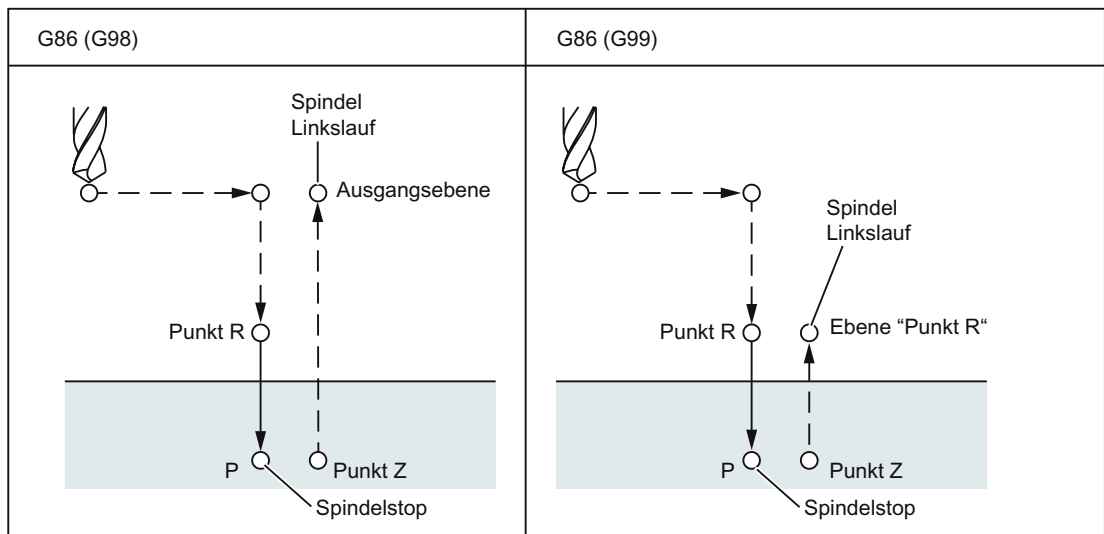 G86 (G98)
Spindel
Linkslauf
Ausgangsebene
Punkt R
P
Punkt Z
Spindelstop
G86 (G99)
Spindel
Linkslauf
Punkt R
Ebene “Punkt R“
P
Punkt Z
Spindelstop